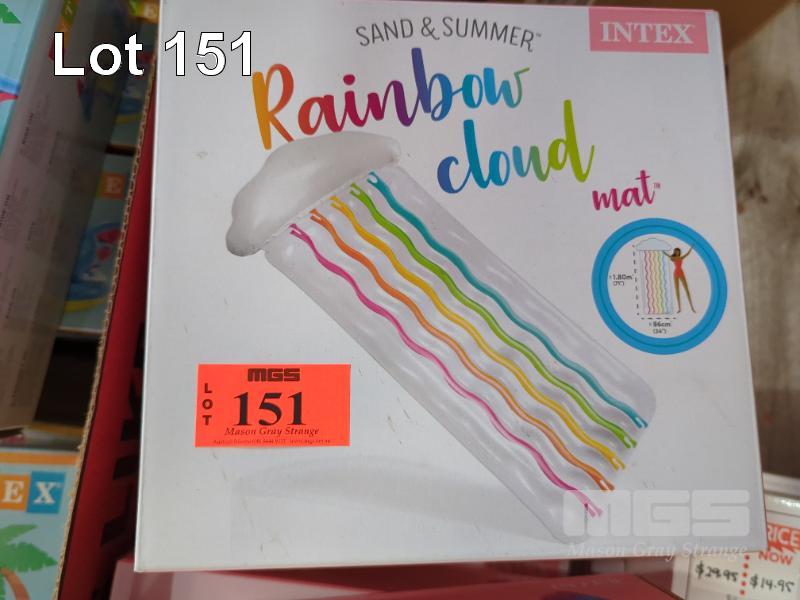 Lot 151
SAND & SUMMER™
INTEX
Rainbow
cloud
mat™
1.80m
86cm
(34")
MGS
LOT
151
Mason Gray Strange
MGS
Mason Gray Strange
EX
E
PRICE
NOW
$29.95
$14.95